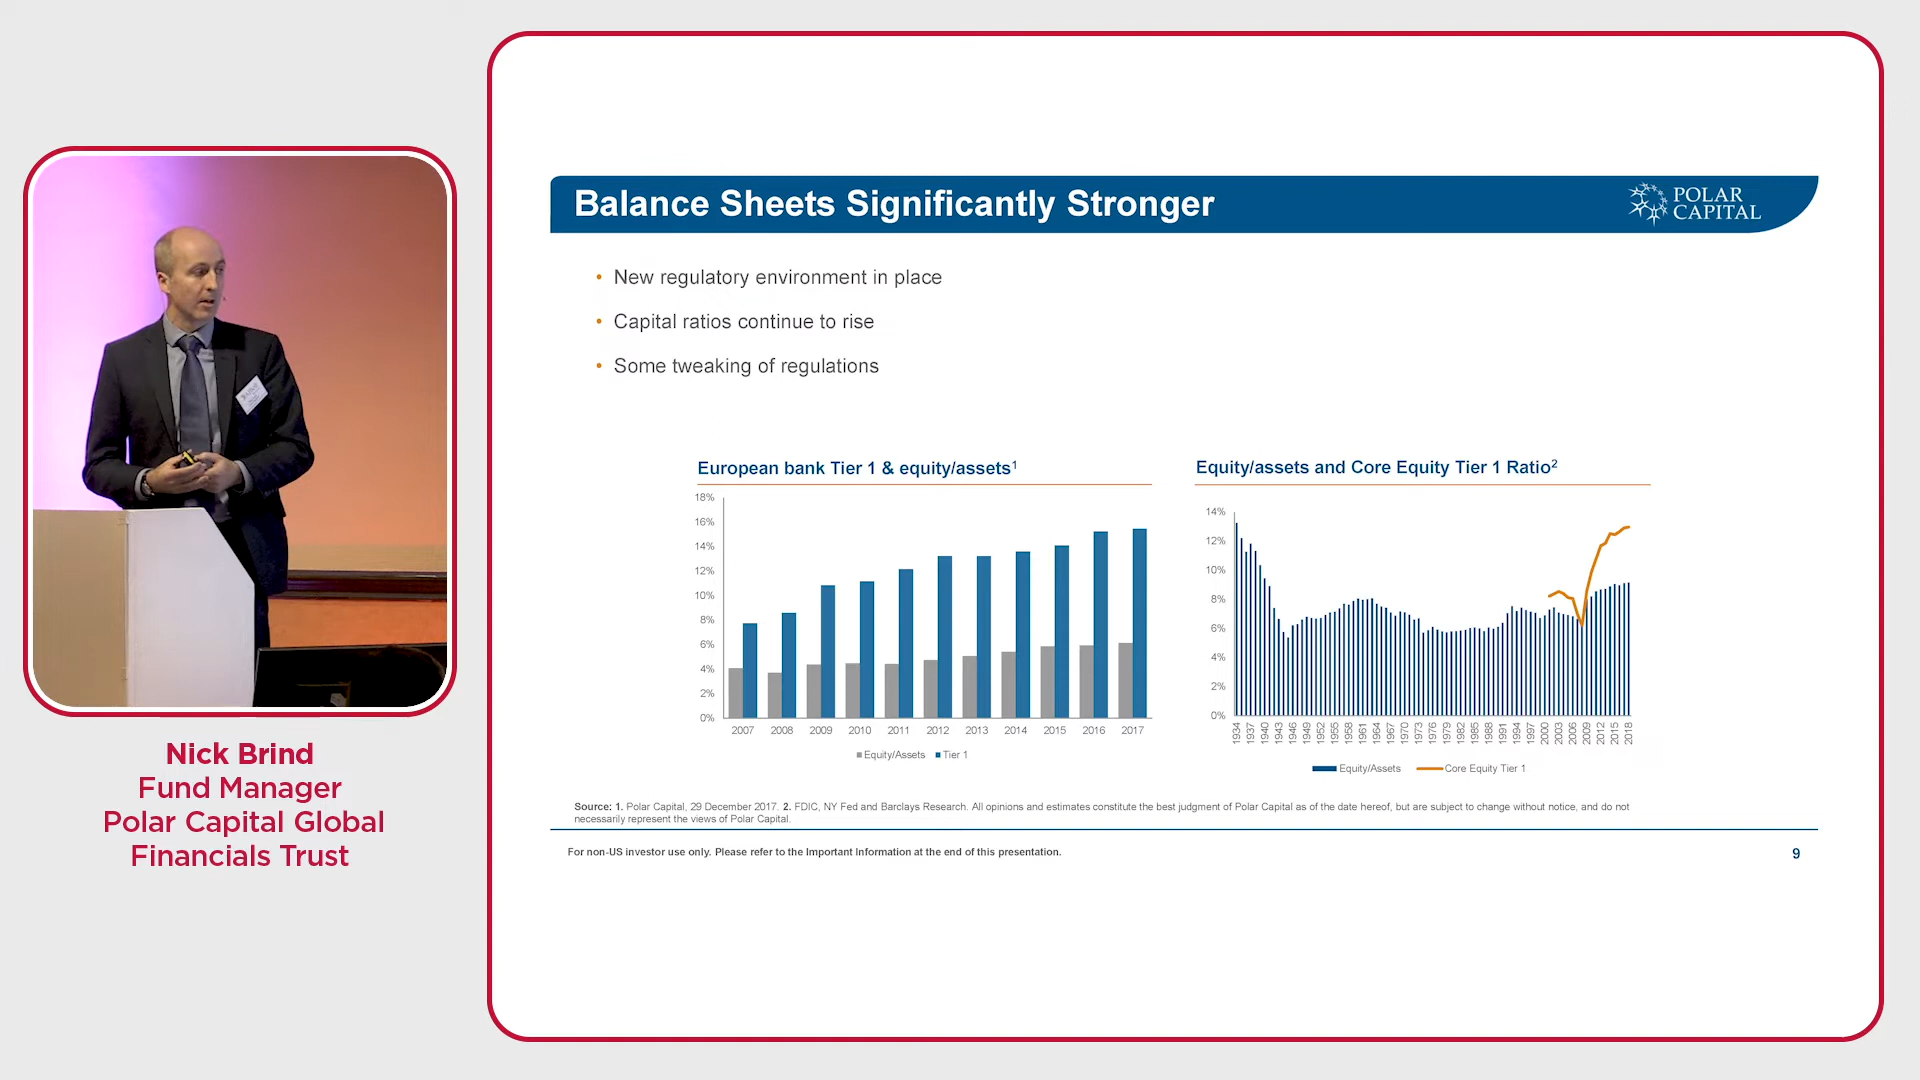 Balance Sheets Significantly Stronger
POLAR
CAPITAL
• New regulatory environment in place
• Capital ratios continue to rise
• Some tweaking of regulations
European bank Tier 1 & equity/assets1
18%
16%
14%
12%
10%
8%
6%
4%
2%
0%
2007 2008 2009 2010 2011 2012 2013 2014 2015 2016 2017
Equity/Assets Tier 1
Equity/assets and Core Equity Tier 1 Ratio2
14%
12%
10%
8%
6%
4%
2%
0%
1934 1937 1940 1943 1946 1949 1952 1955 1958 1961 1964 1967 1970 1973 1976 1979 1982 1985 1988 1991 1994 1997 2000 2003 2006 2009 2012 2015 2018
Equity/Assets Core Equity Tier 1
Source: 1. Polar Capital, 29 December 2017. 2. FDIC, NY Fed and Barclays Research. All opinions and estimates constitute the best judgment of Polar Capital as of the date hereof, but are subject to change without notice, and do not
necessarily represent the views of Polar Capital.
For non-US investor use only. Please refer to the Important Information at the end of this presentation.
9
Nick Brind
Fund Manager
Polar Capital Global
Financials Trust